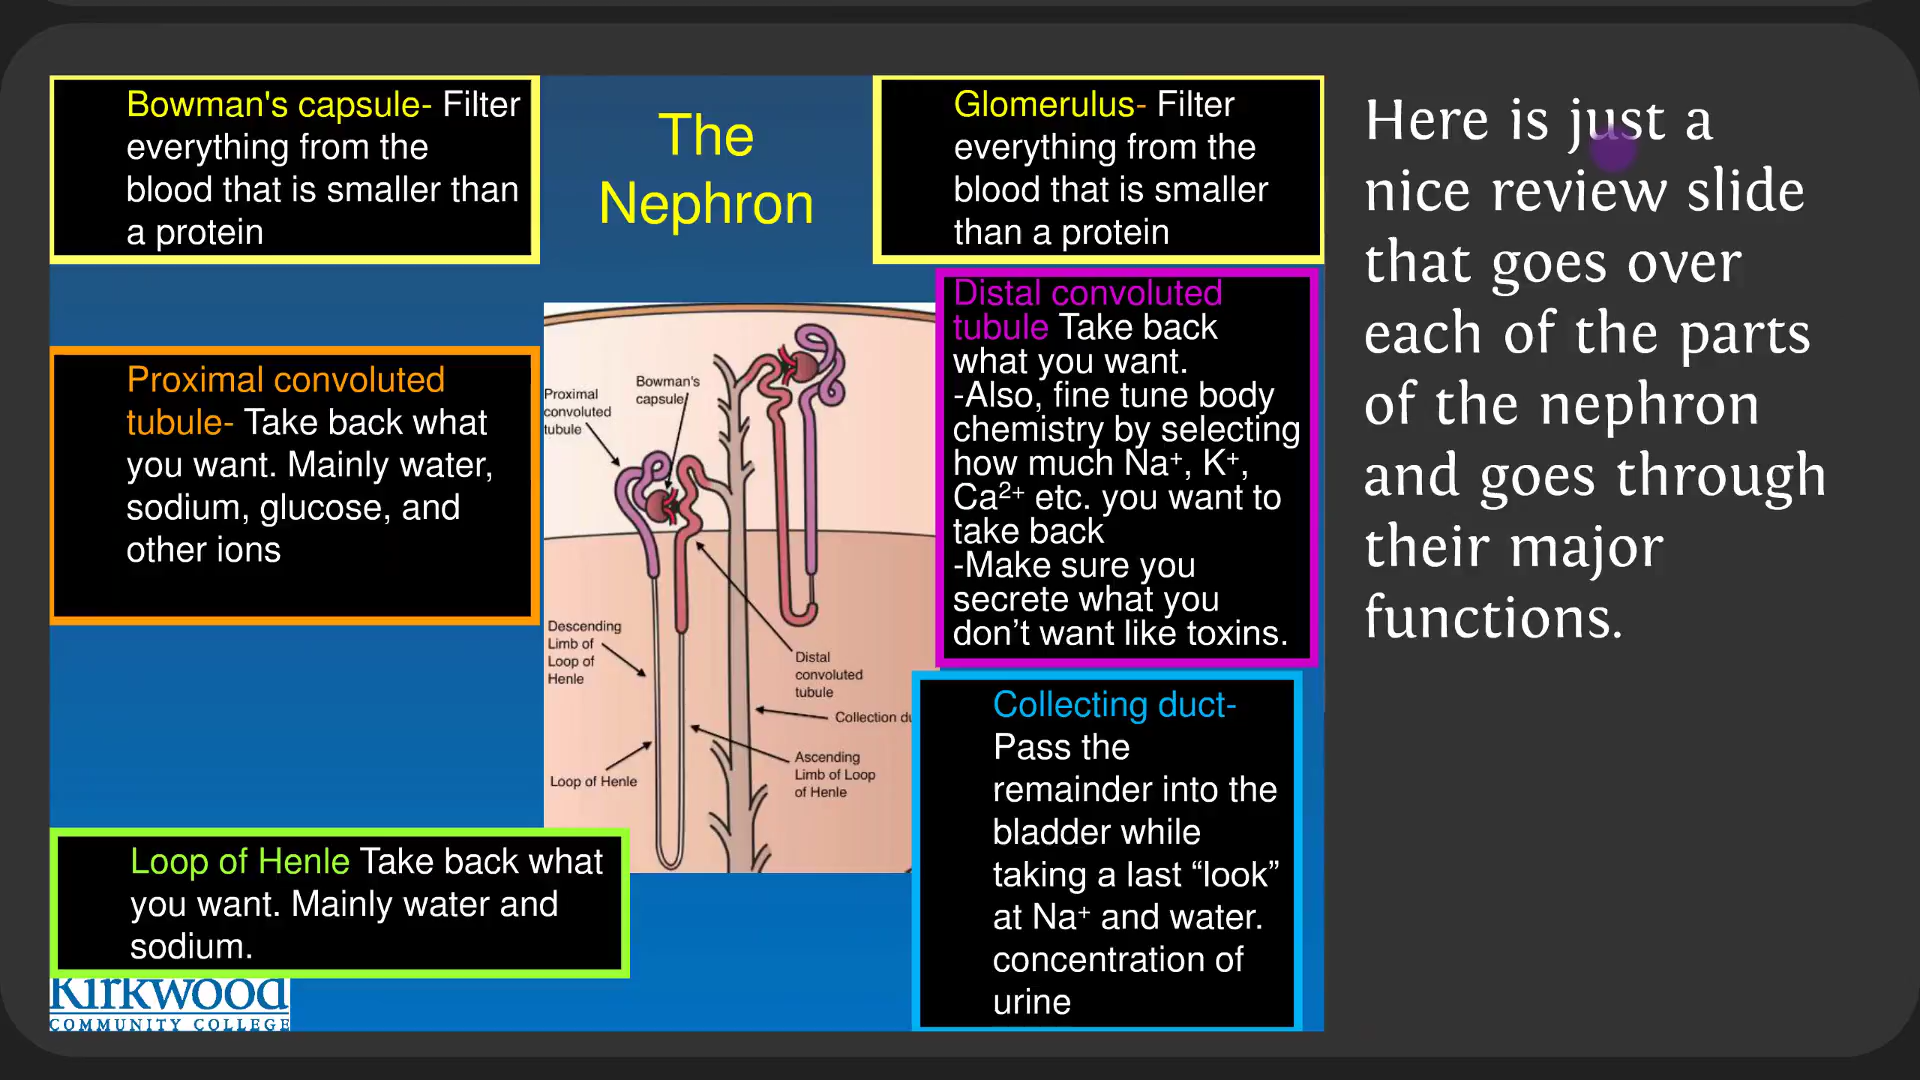 Bowman's capsule- Filter
everything from the
blood that is smaller than
a protein
The
Nephron
Glomerulus- Filter
everything from the
blood that is smaller
than a protein
Proximal convoluted
tubule- Take back what
you want. Mainly water,
sodium, glucose, and
other ions
Distal convoluted
tubule Take back
what you want.
-Also, fine tune body
chemistry by selecting
how much Na⁺, K⁺,
Ca²⁺ etc. you want to
take back
-Make sure you
secrete what you
don’t want like toxins.
Proximal
convoluted
tubule
Bowman's
capsule
Descending
Limb of
Loop of
Henle
Distal
convoluted
tubule
Collection
Ascending
Limb of Loop
of Henle
Loop of Henle
Loop of Henle Take back what
you want. Mainly water and
sodium.
Collecting duct-
Pass the
remainder into the
bladder while
taking a last “look”
at Na⁺ and water.
concentration of
urine
Kirkwood
COMMUNITY COLLEGE
Here is just a
nice review slide
that goes over
each of the parts
of the nephron
and goes through
their major
functions.